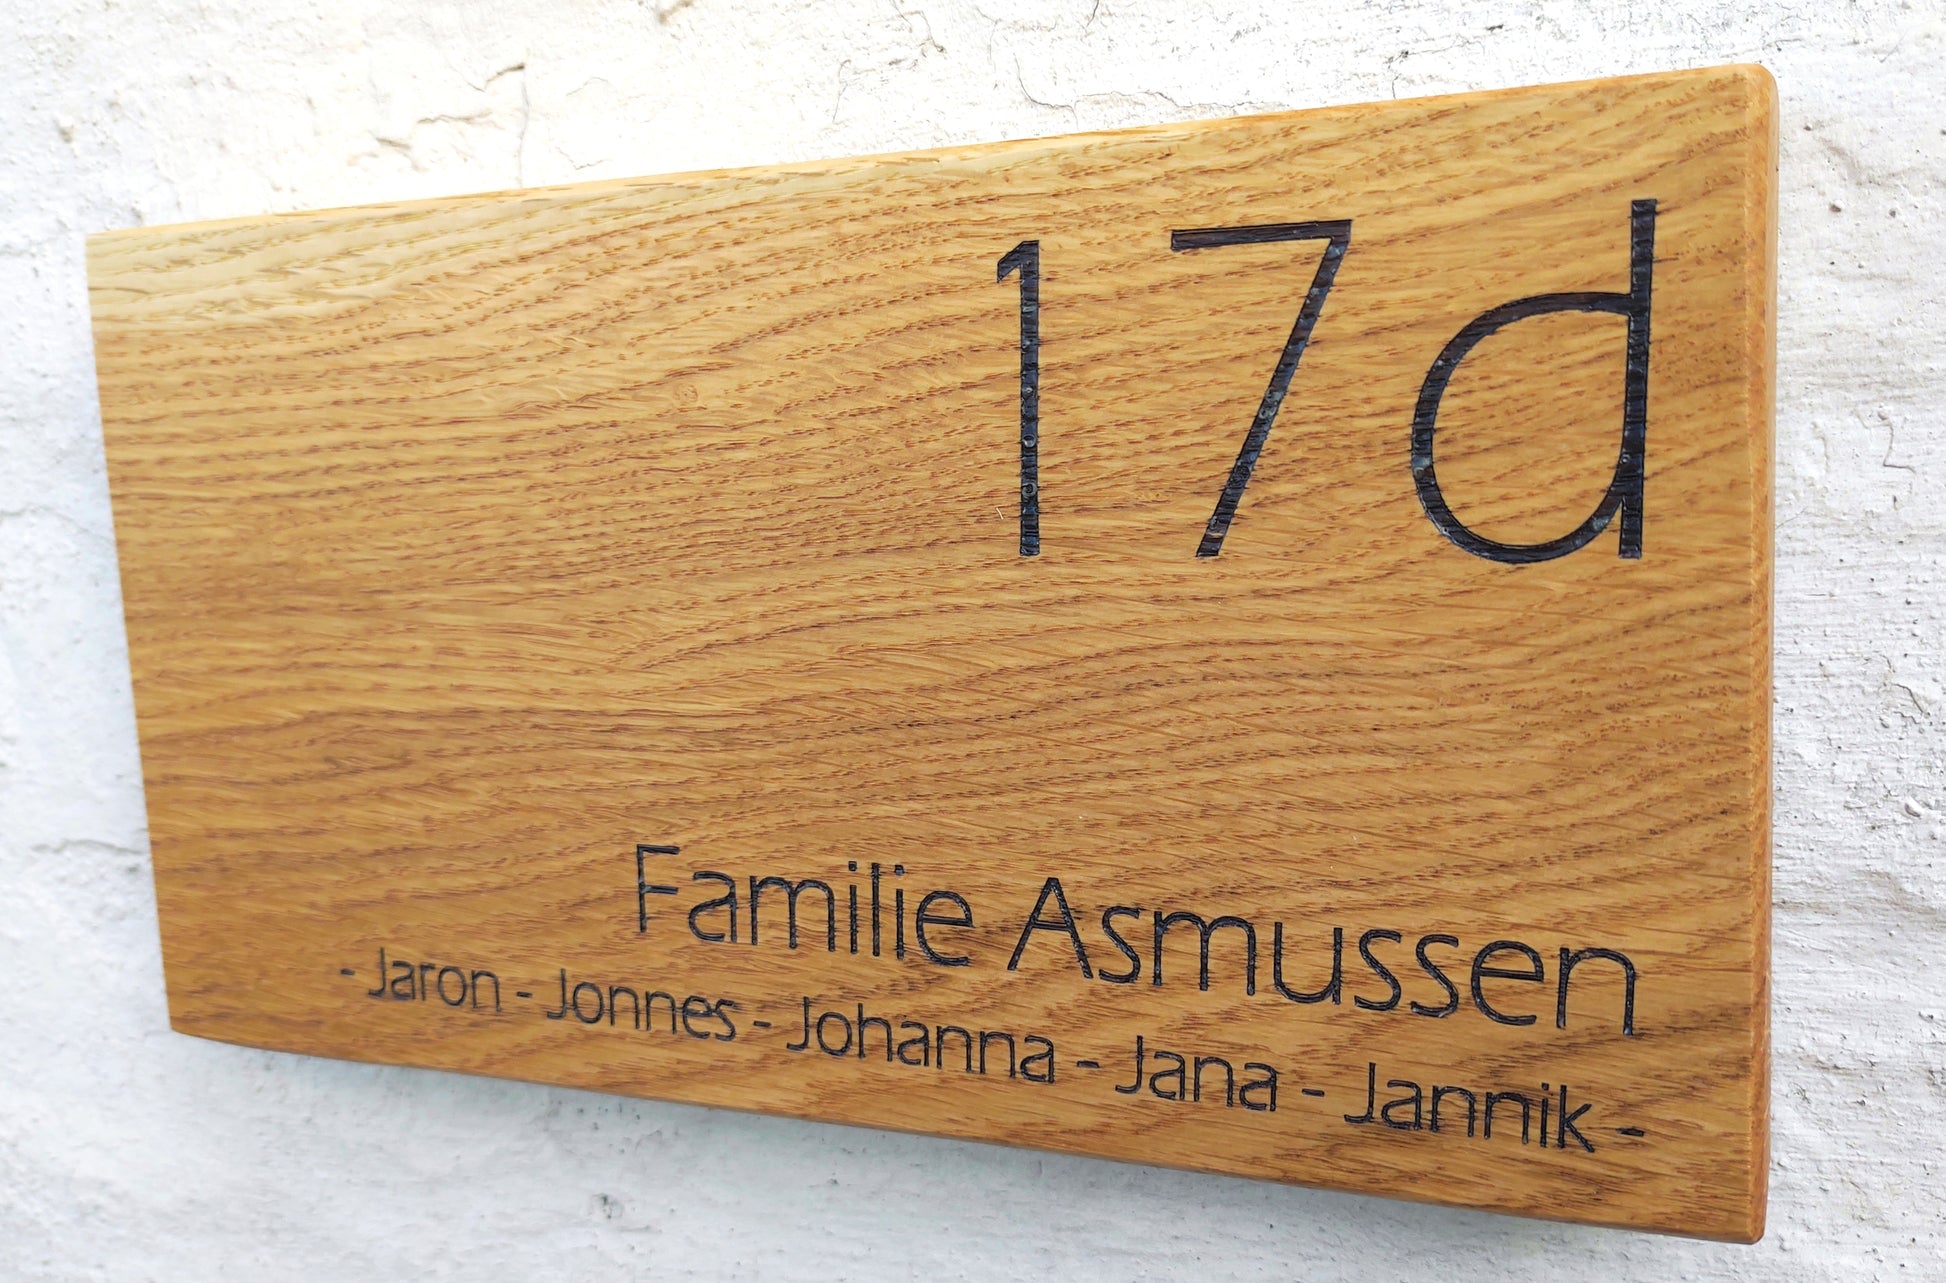 17d
Familie Asmussen
- Jaron - Jonnes - Johanna - Jana - Jannik -